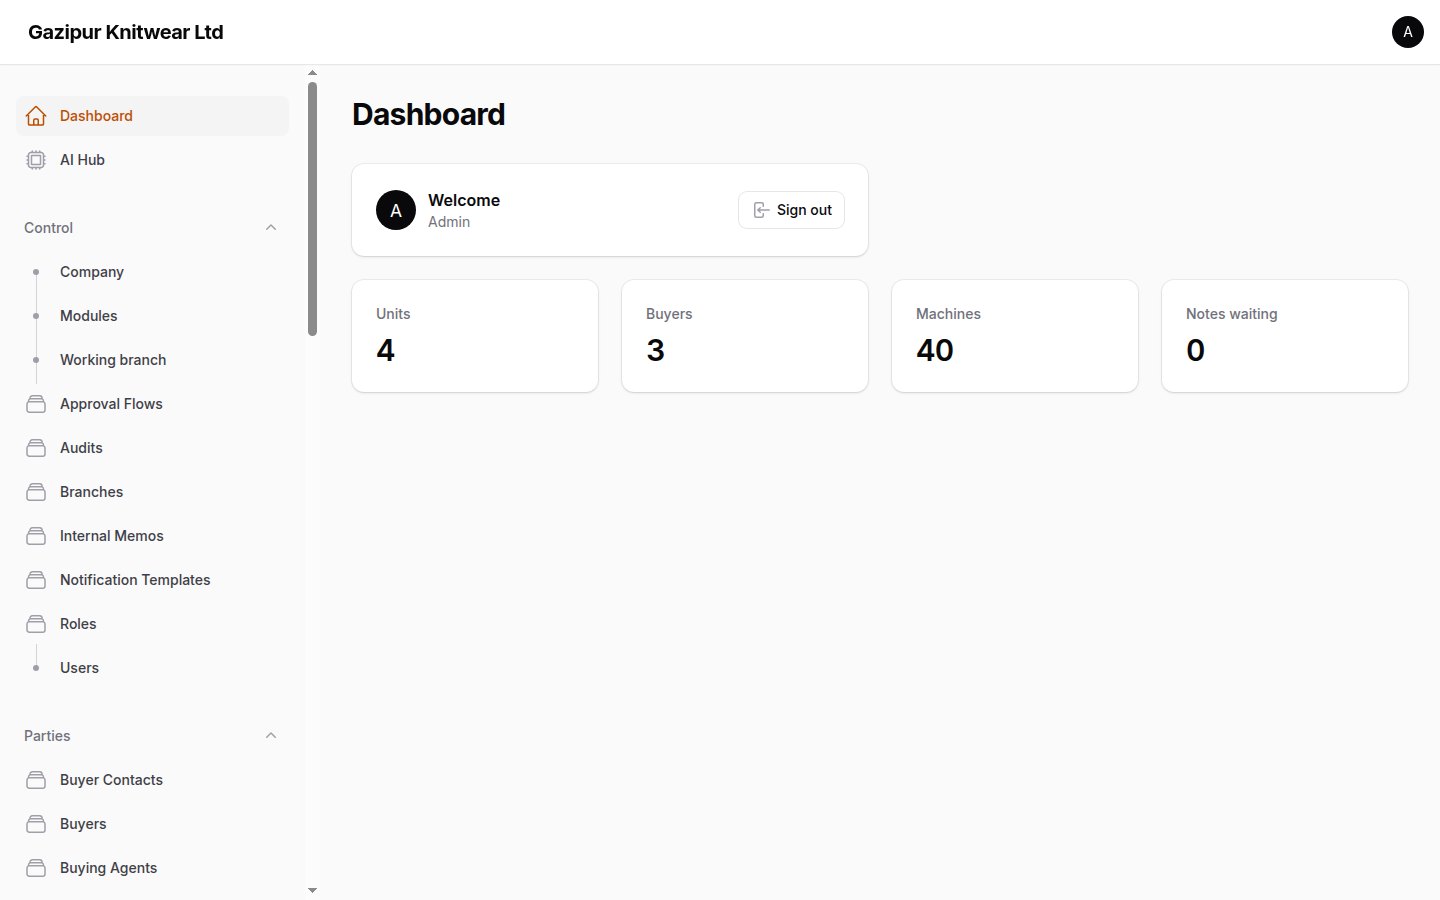 Gazipur Knitwear Ltd
A
Dashboard
AI Hub
Control
Company
Modules
Working branch
Approval Flows
Audits
Branches
Internal Memos
Notification Templates
Roles
Users
Parties
Buyer Contacts
Buyers
Buying Agents
Dashboard
A
Welcome
Admin
Sign out
Units
4
Buyers
3
Machines
40
Notes waiting
0